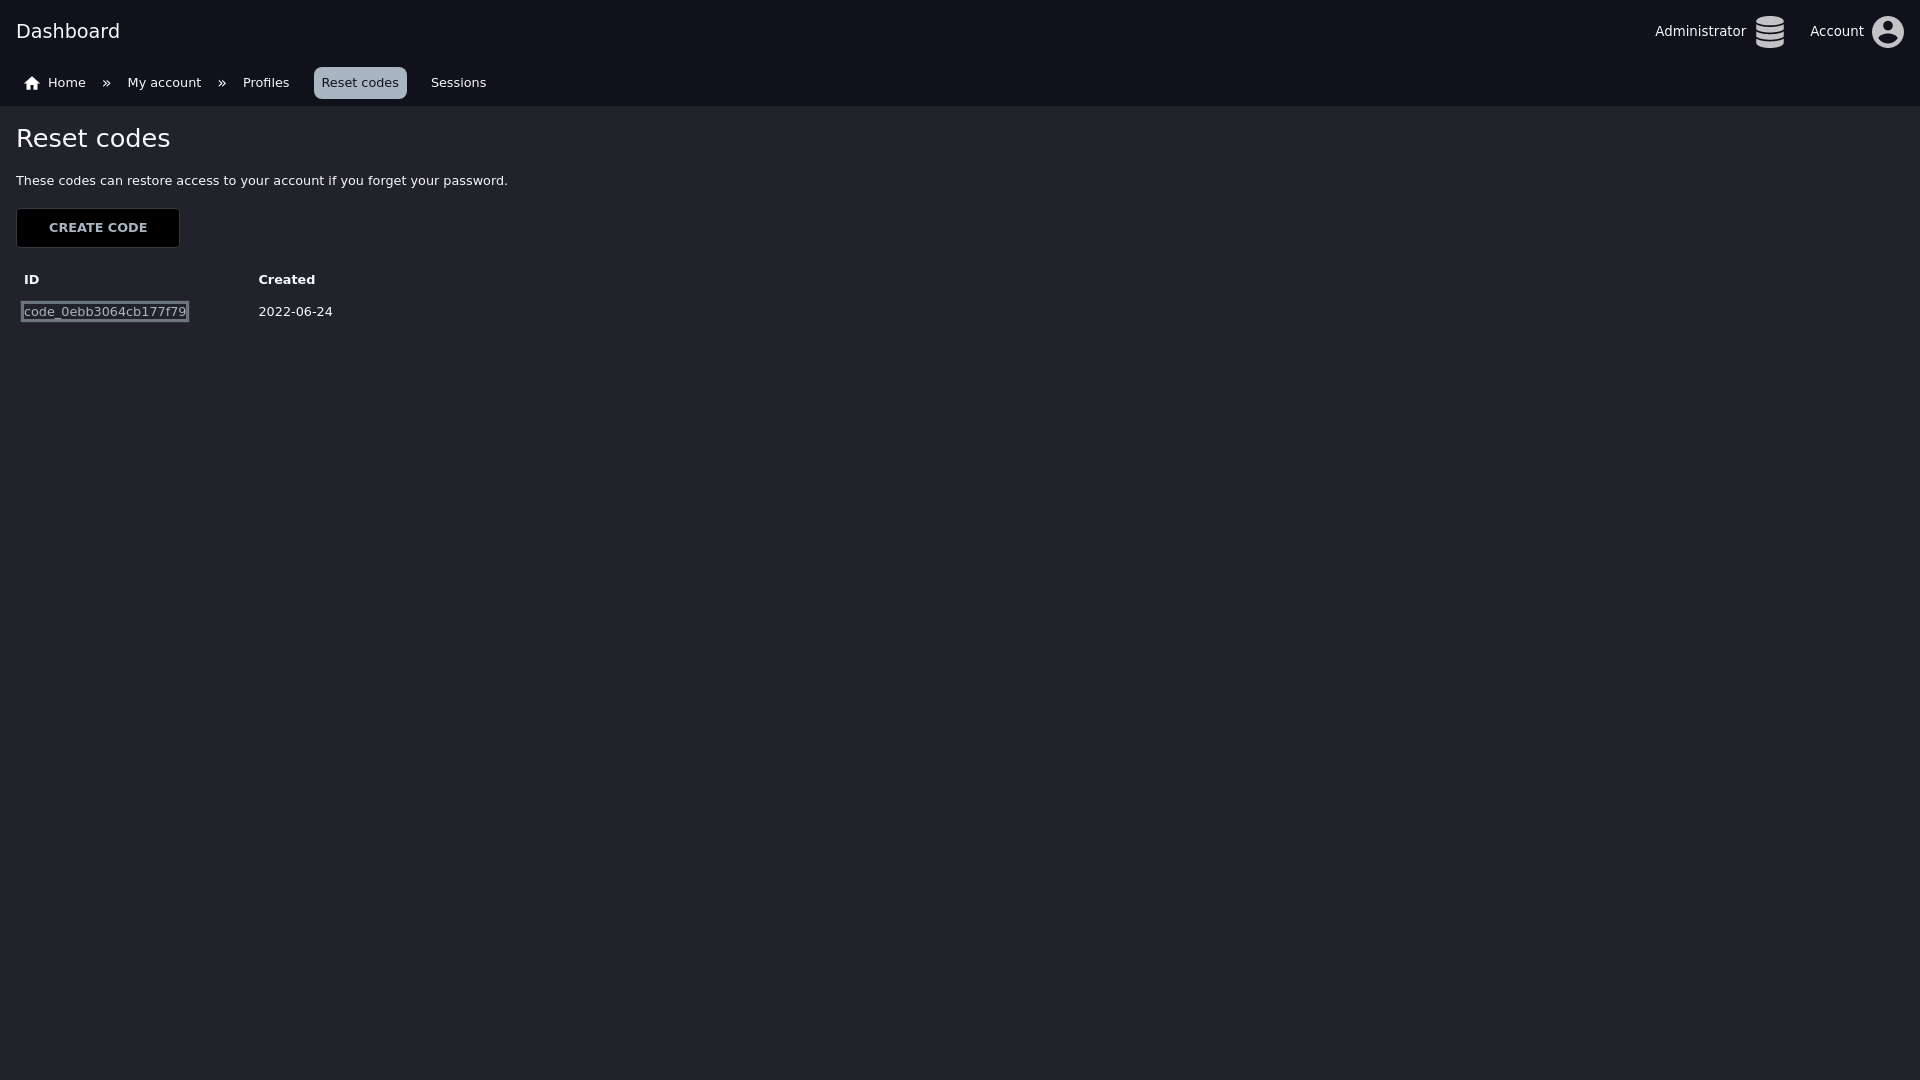 Dashboard
Administrator
Account
Home » My account » Profiles Reset codes Sessions
Reset codes
These codes can restore access to your account if you forget your password.
CREATE CODE
ID Created
code_0ebb3064cb177f79 2022-06-24